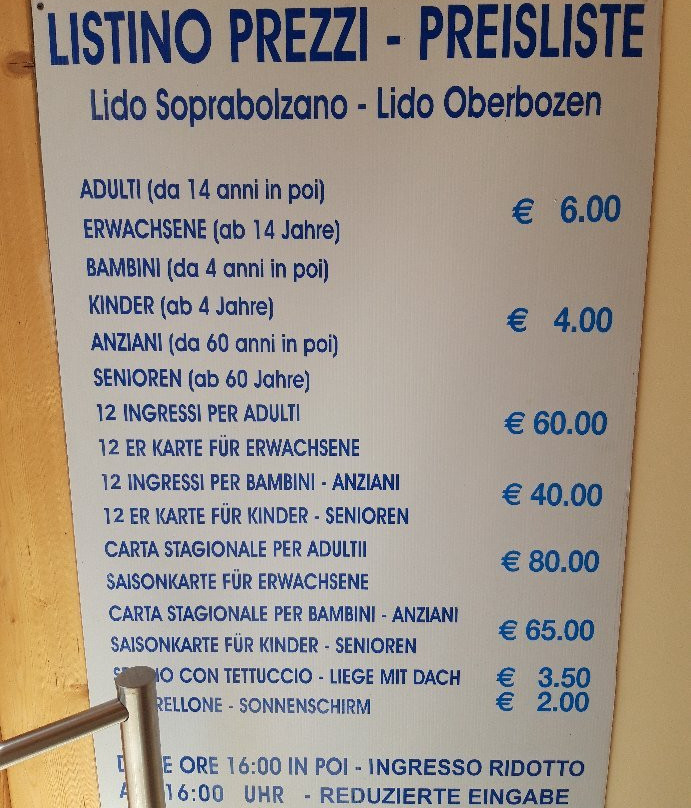 LISTINO PREZZI - PREISLISTE
Lido Soprabolzano - Lido Oberbozen
ADULTI (da 14 anni in poi)
€ 6.00
ERWACHSENE (ab 14 Jahre)
BAMBINI (da 4 anni in poi)
KINDER (ab 4 Jahre)
€ 4.00
ANZIANI (da 60 anni in poi)
SENIOREN (ab 60 Jahre)
12 INGRESSI PER ADULTI
€ 60.00
12 ER KARTE FÜR ERWACHSENE
12 INGRESSI PER BAMBINI - ANZIANI
€ 40.00
12 ER KARTE FÜR KINDER - SENIOREN
CARTA STAGIONALE PER ADULTII
€ 80.00
SAISONKARTE FÜR ERWACHSENE
CARTA STAGIONALE PER BAMBINI - ANZIANI
€ 65.00
SAISONKARTE FÜR KINDER - SENIOREN
CON TETTUCCIO - LIEGE MIT DACH € 3.50
- SONNENSCHIRM € 2.00
ORE 16:00 IN POI - INGRESSO RIDOTTO
16:00 UHR - REDUZIERTE EINGABE